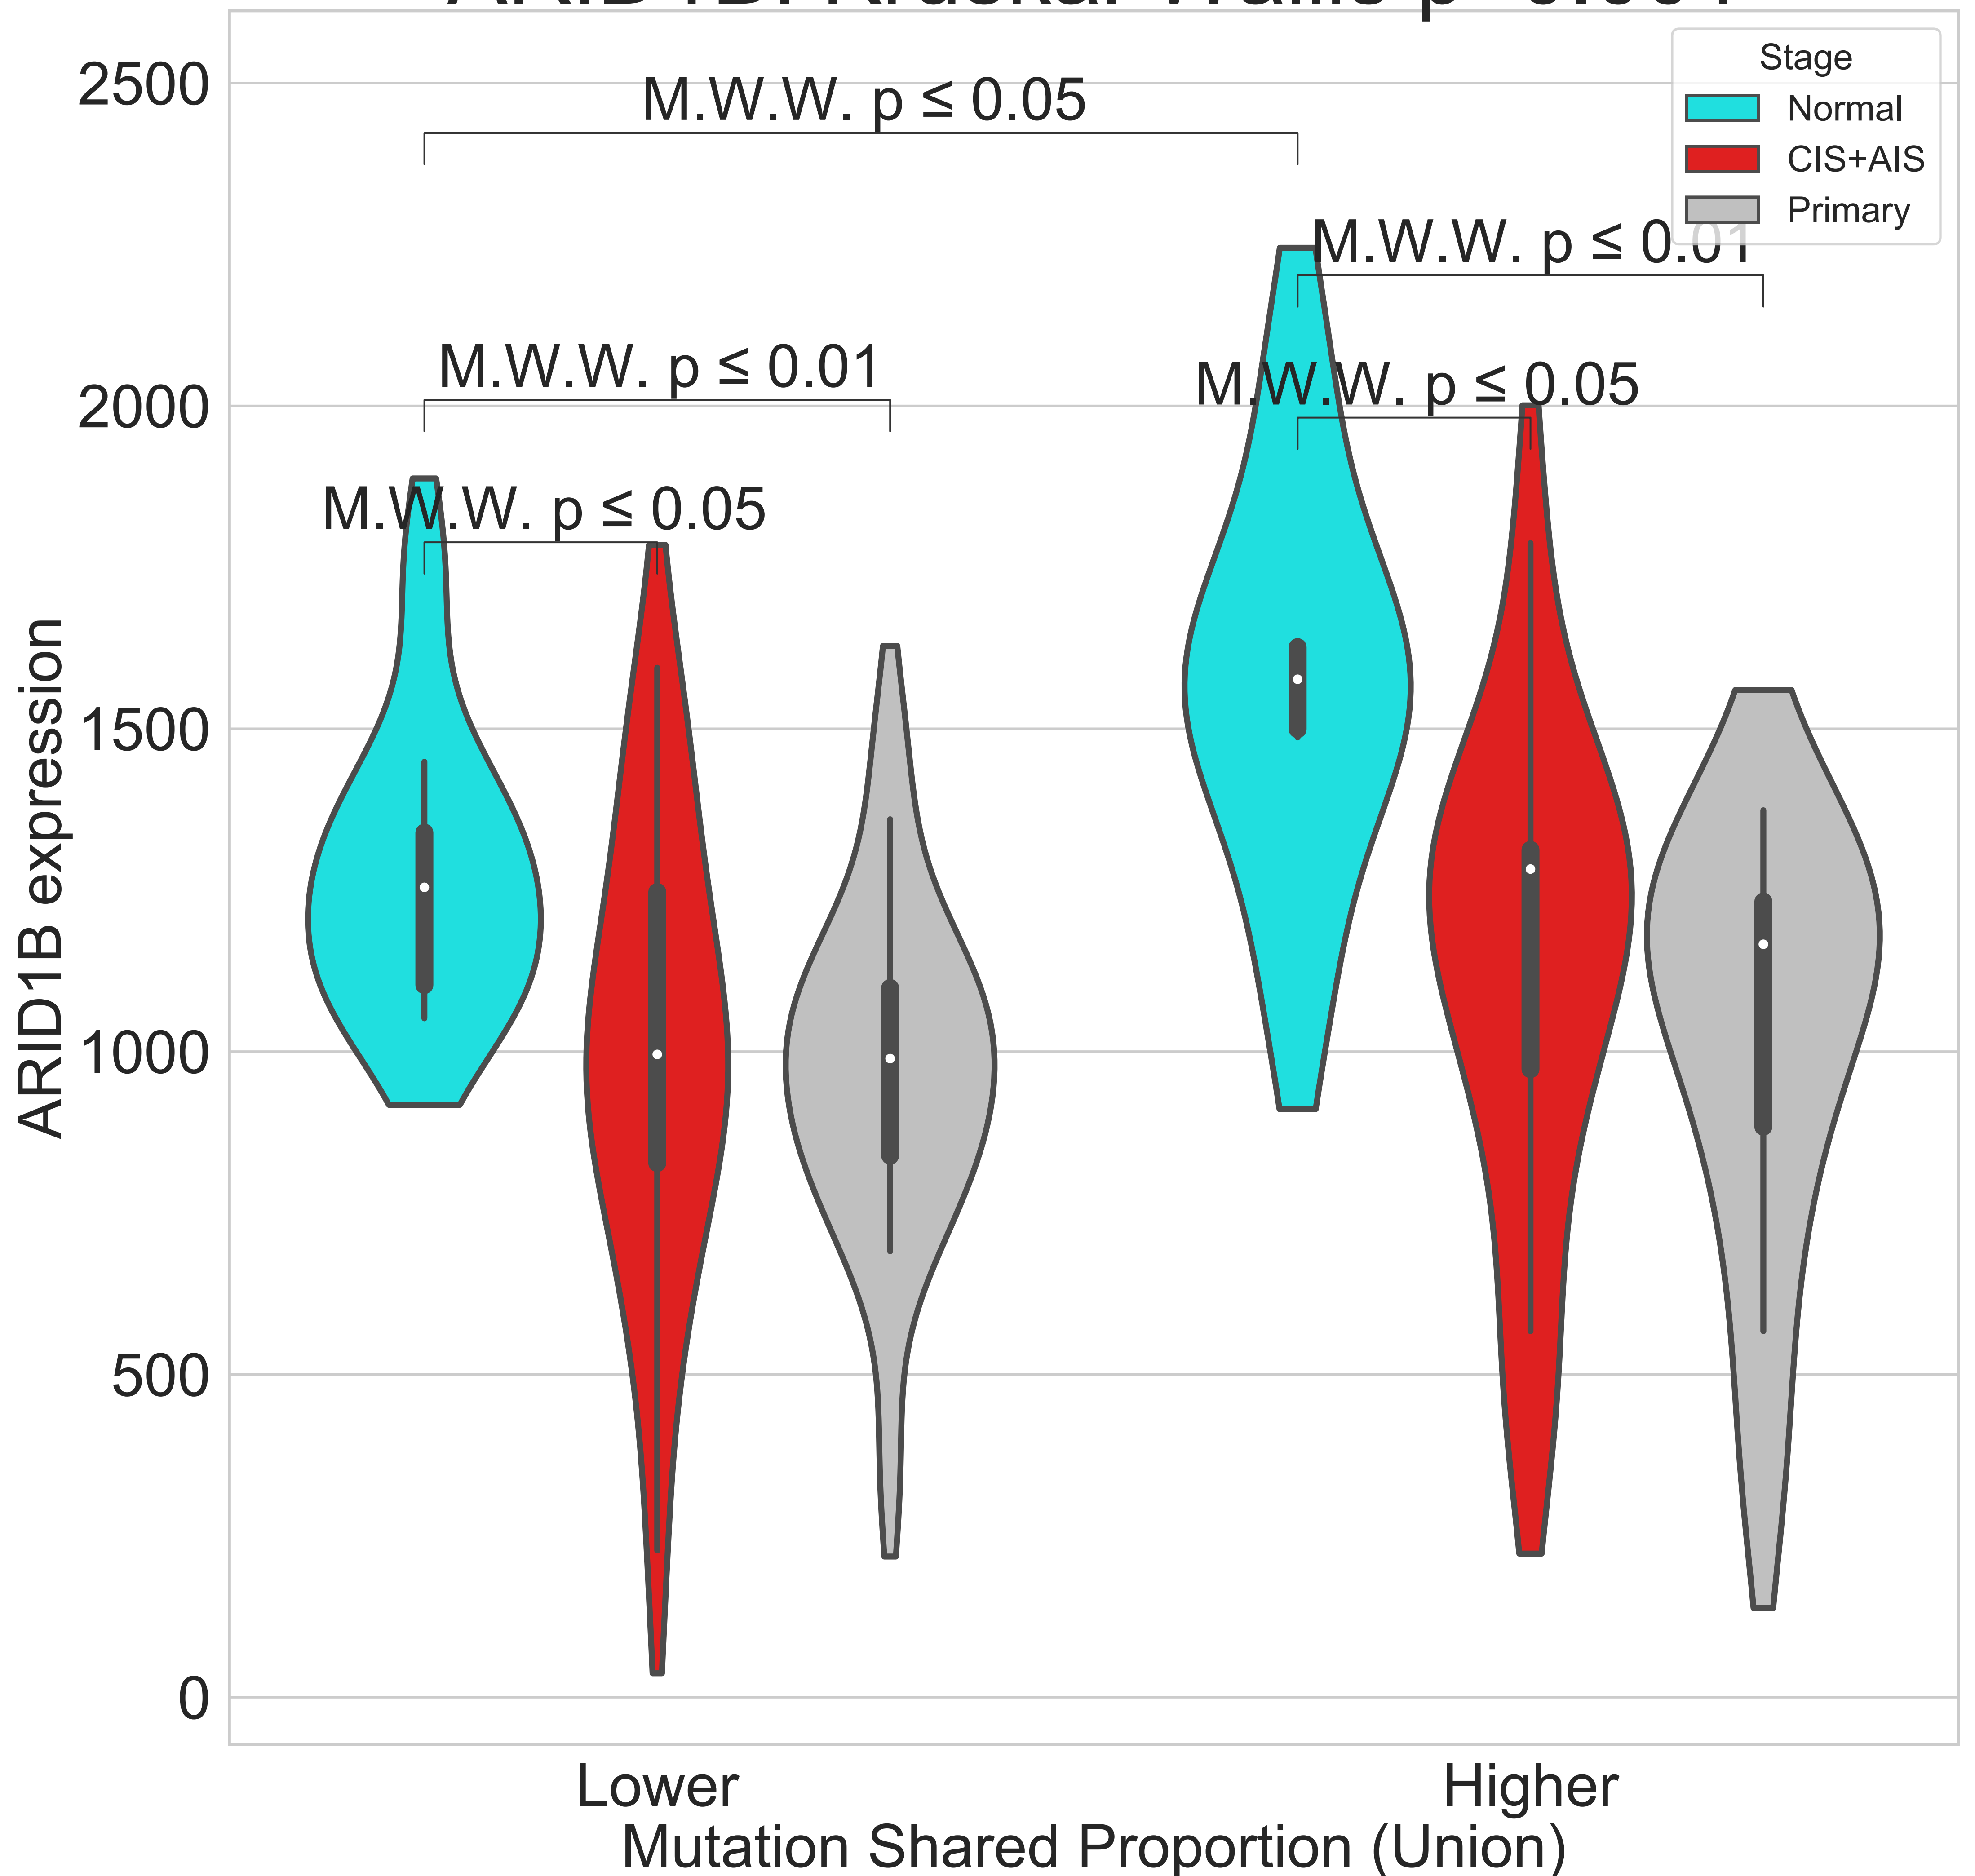 2500
2000
1500
1000
500
0
ARID1B expression
M.W.W. p ≤ 0.05
M.W.W. p ≤ 0.01
M.W.W. p ≤ 0.05
M.W.W. p ≤ 0.01
M.W.W. p ≤ 0.05
Stage
Normal
CIS+AIS
Primary
Lower
Higher
Mutation Shared Proportion (Union)